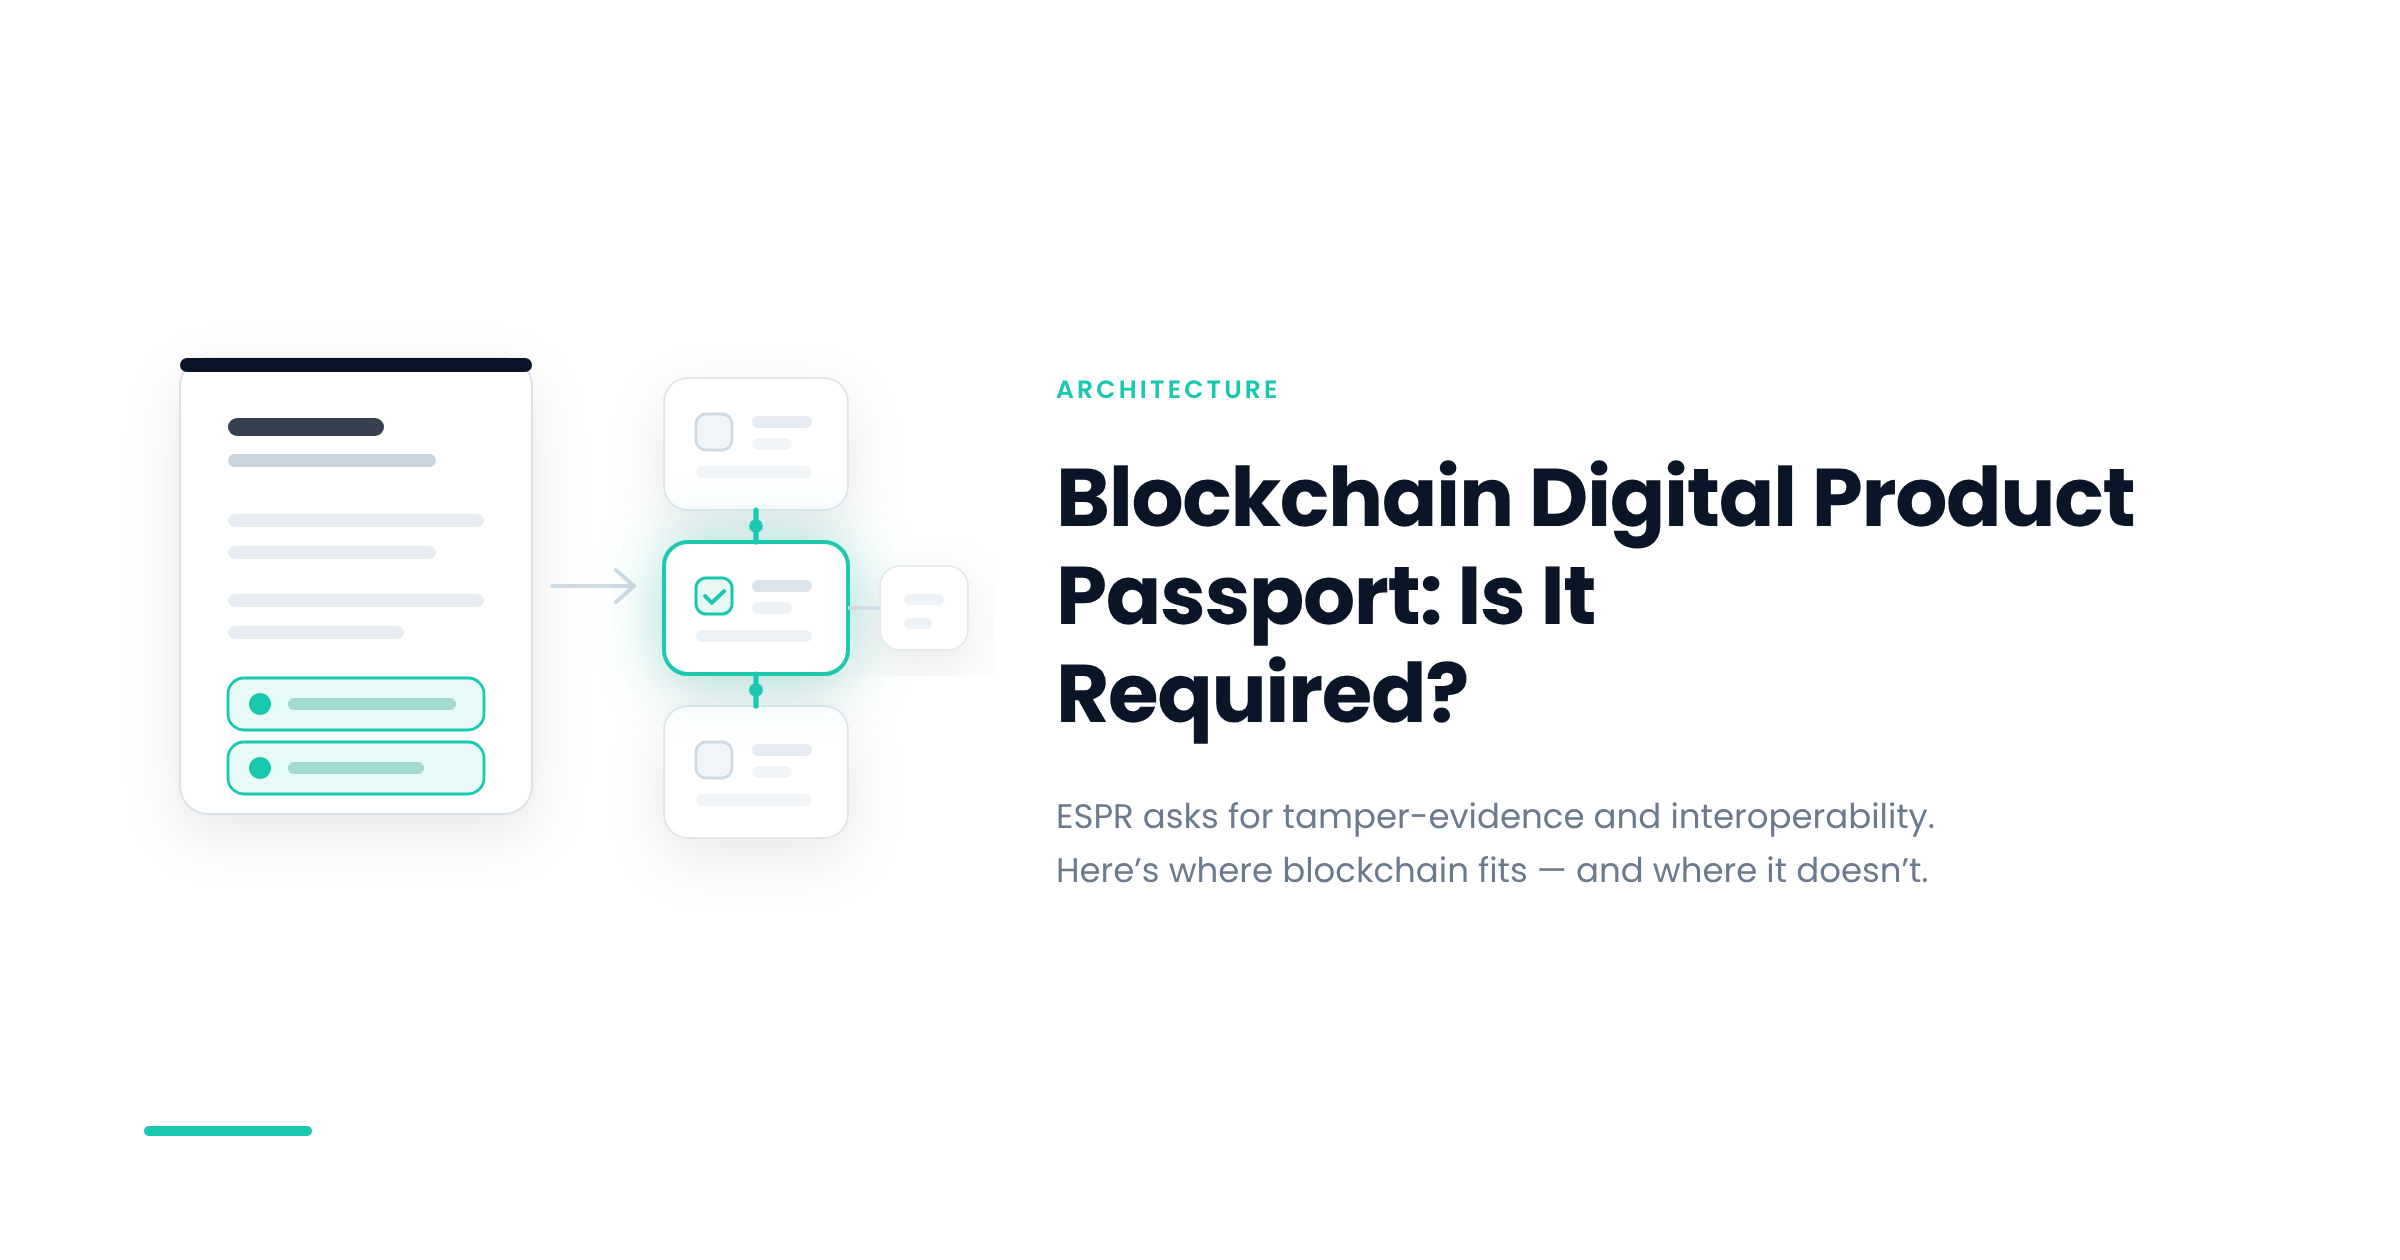 ARCHITECTURE
Blockchain Digital Product
Passport: Is It
Required?
ESPR asks for tamper-evidence and interoperability.
Here’s where blockchain fits — and where it doesn’t.